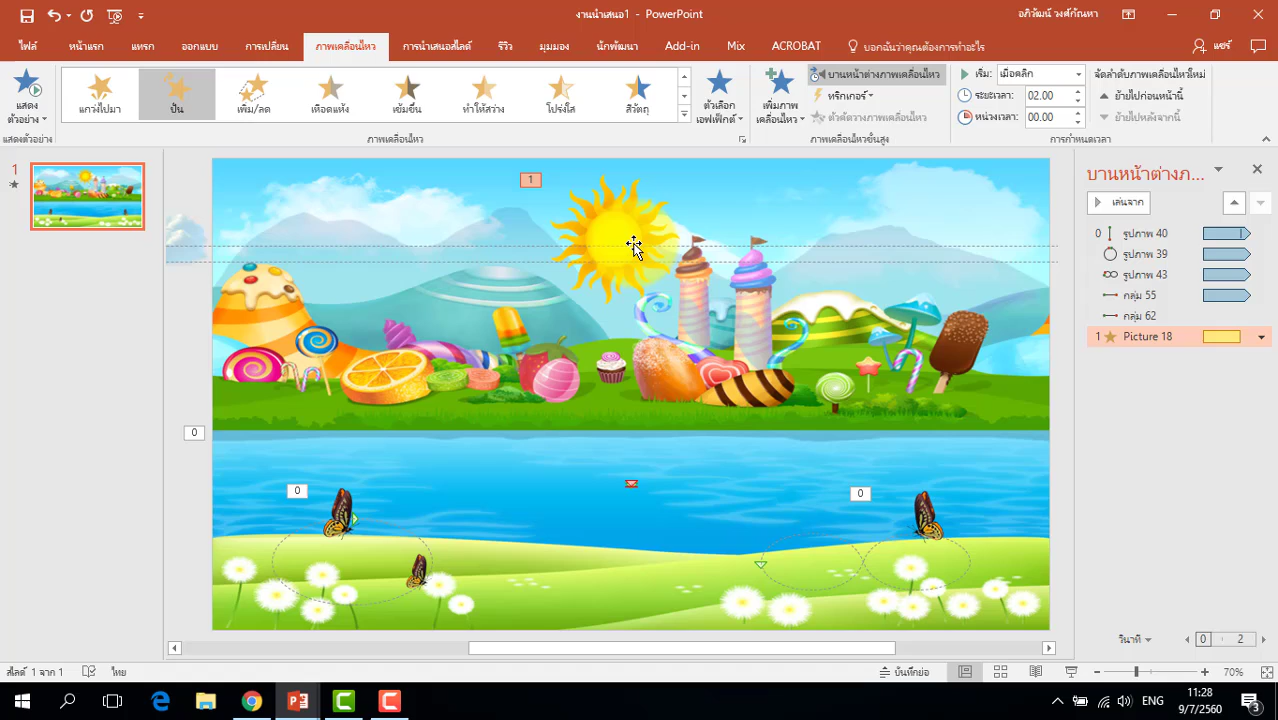 งานนำเสนอ1 - PowerPoint
อภิวัฒน์ วงศ์กัณหา
ไฟล์ หน้าแรก แทรก ออกแบบ การเปลี่ยน ภาพเคลื่อนไหว การนำเสนอสไลด์ รีวิว มุมมอง นักพัฒนา Add-in Mix ACROBAT บอกฉันว่าคุณต้องการทำอะไร แชร์
แสดง
ตัวอย่าง
แกว่งไปมา ปั่น เพิ่ม/ลด เหือดแห้ง เข้มขึ้น ทำให้สว่าง โปร่งใส สีวัตถุ
ตัวเลือก
เอฟเฟ็กต์
เพิ่มภาพ
เคลื่อนไหว
บานหน้าต่างภาพเคลื่อนไหว
ทริกเกอร์
ตัวคัดวางภาพเคลื่อนไหว
เริ่ม: เมื่อคลิก
ระยะเวลา: 02.00
หน่วงเวลา: 00.00
จัดลำดับภาพเคลื่อนไหวใหม่
ย้ายไปก่อนหน้านี้
ย้ายไปหลังจากนี้
แสดงตัวอย่าง ภาพเคลื่อนไหว ภาพเคลื่อนไหวขั้นสูง การกำหนดเวลา
1
1
0
0
0
บานหน้าต่างภ...
เล่นจาก
0 รูปภาพ 40
รูปภาพ 39
รูปภาพ 43
กลุ่ม 55
กลุ่ม 62
1 Picture 18
วินาที 0 2
สไลด์ 1 จาก 1 ไทย บันทึกย่อ 70%
ENG
11:28
9/7/2560
3